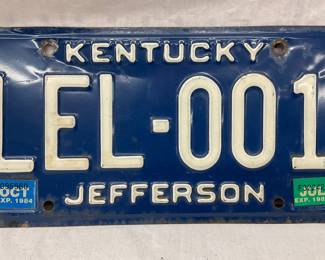 KENTUCKY
LEL-001
OCT
EXP. 1984
JUL
JEFFERSON